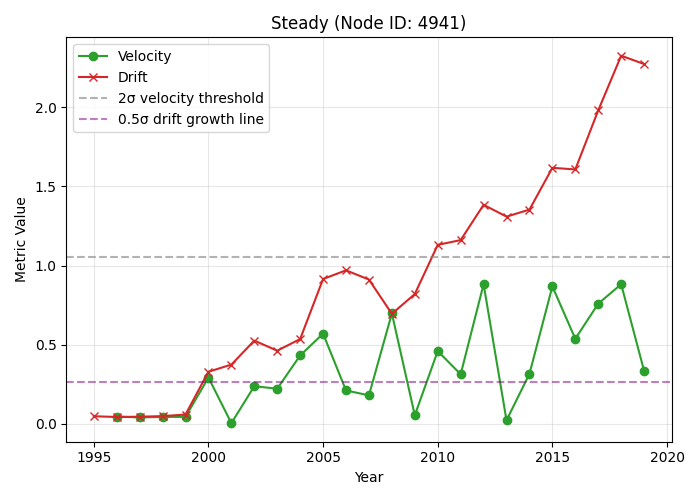 Steady (Node ID: 4941)
Velocity
Drift
2σ velocity threshold
0.5σ drift growth line
Metric Value
2.0
1.5
1.0
0.5
0.0
1995 2000 2005 2010 2015 2020
Year